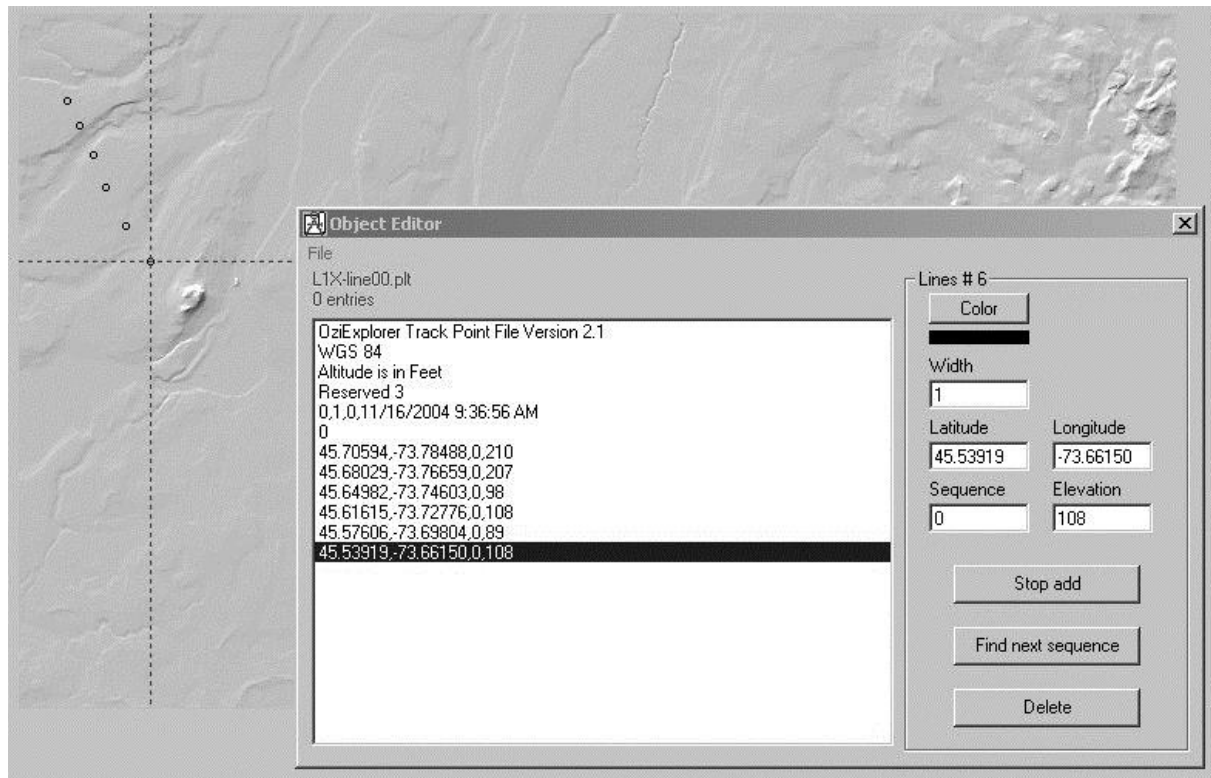 Object Editor
File
L1X-line00.plt
0 entries
OziExplorer Track Point File Version 2.1
WGS 84
Altitude is in Feet
Reserved 3
0,1,0,11/16/2004 9:36:56 AM
0
45.70594,-73.78488,0,210
45.68029,-73.76659,0,207
45.64982,-73.74603,0,98
45.61615,-73.72776,0,108
45.57606,-73.69804,0,89
45.53919,-73.66150,0,108
Lines # 6
Color
Width
1
Latitude Longitude
45.53919 -73.66150
Sequence Elevation
0 108
Stop add
Find next sequence
Delete